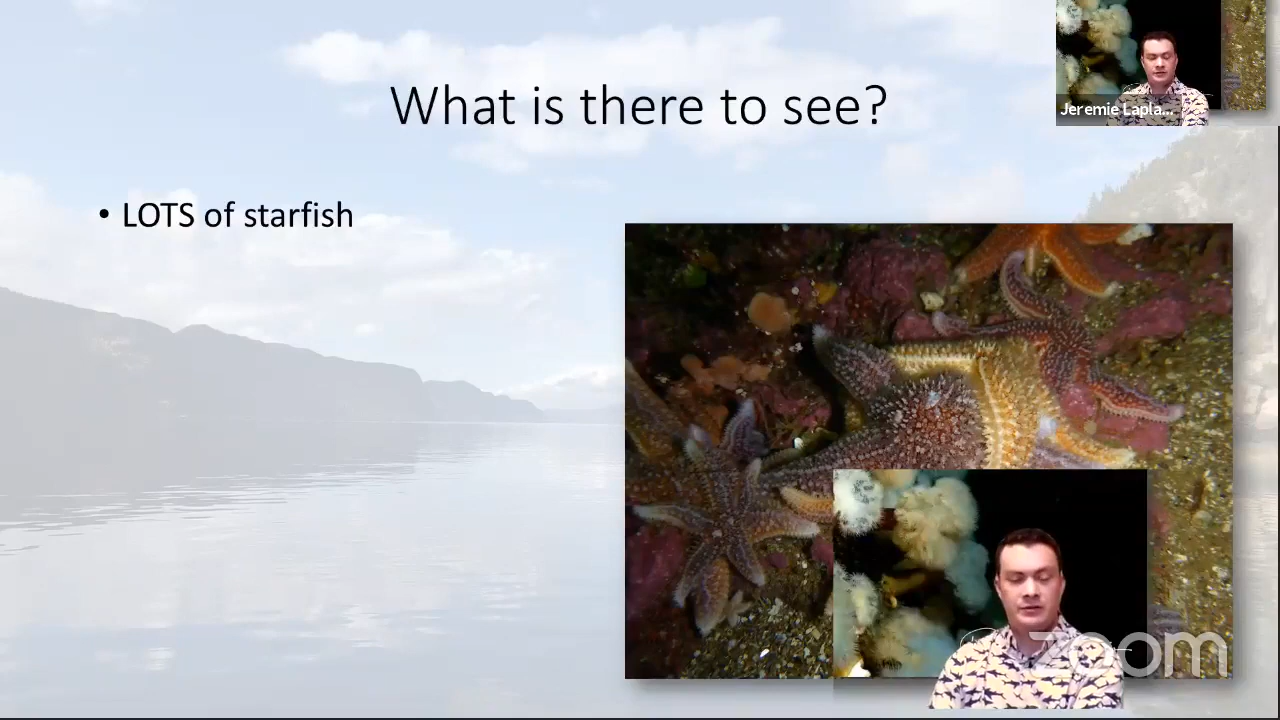 What is there to see?
Jeremie Lapla...
• LOTS of starfish
zoom